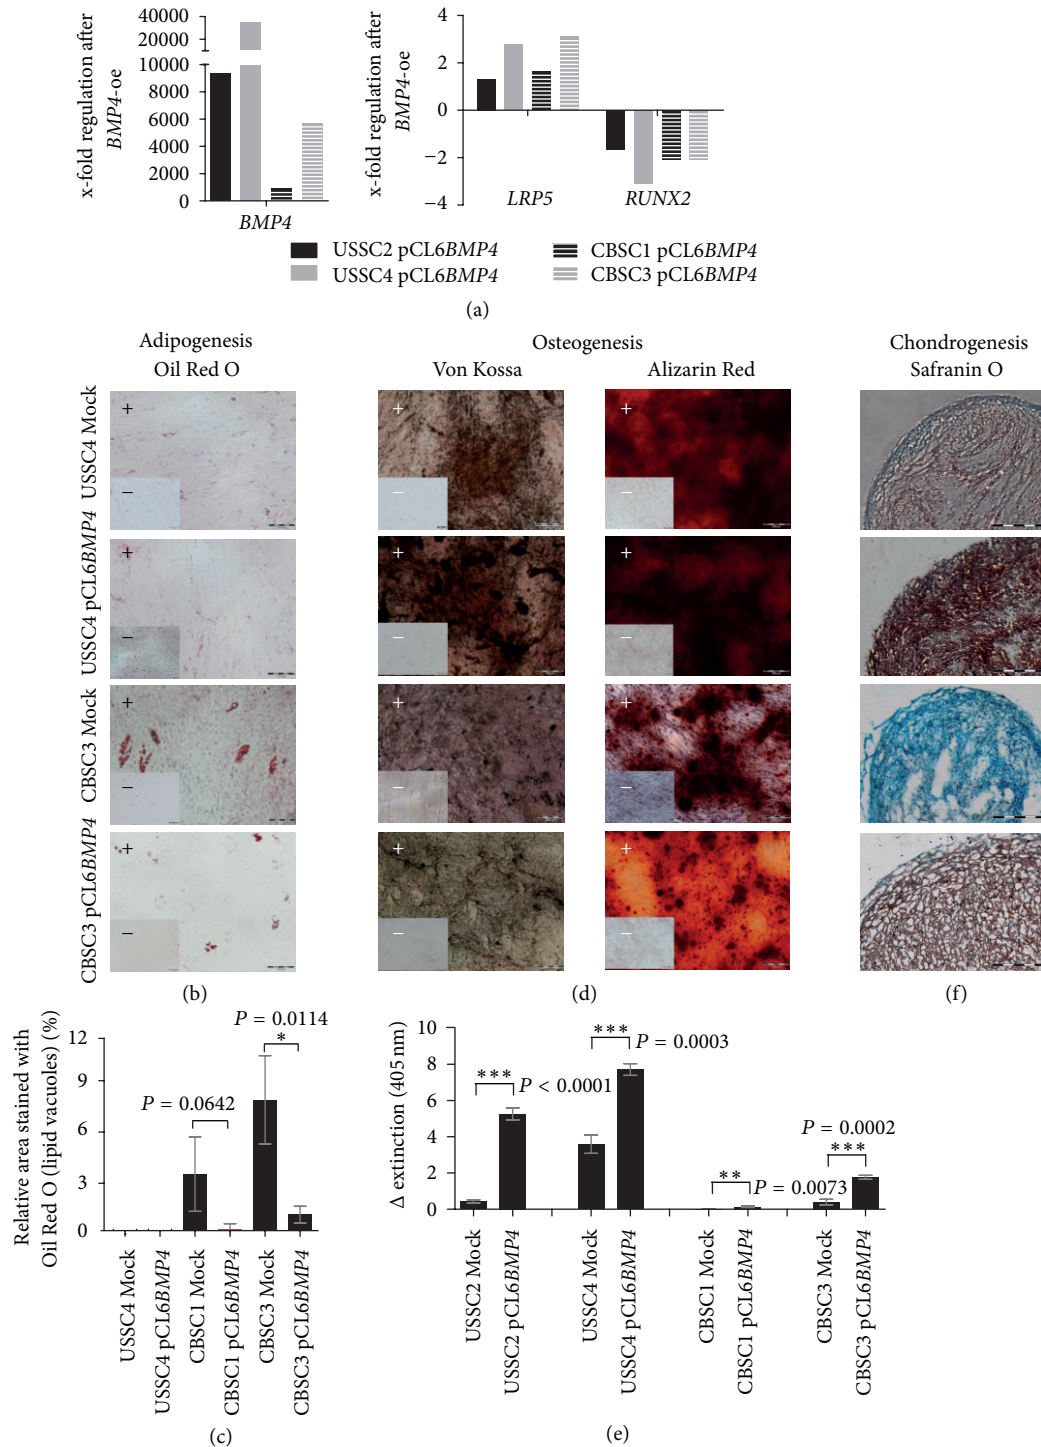 x-fold regulation after
BMP4-oe
40000
20000
10000
8000
6000
4000
2000
0
BMP4
x-fold regulation after
BMP4-oe
4
2
0
−2
−4
LRP5
RUNX2
USSC2 pCL6BMP4
USSC4 pCL6BMP4
CBSC1 pCL6BMP4
CBSC3 pCL6BMP4
(a)
Adipogenesis
Oil Red O
Osteogenesis
Von Kossa
Alizarin Red
Chondrogenesis
Safranin O
USSC4 Mock
+
−
+
−
+
−
USSC4 pCL6BMP4
+
−
+
−
+
−
CBSC3 Mock
+
−
+
−
+
−
CBSC3 pCL6BMP4
+
−
+
−
+
−
(b)
(d)
(f)
Relative area stained with
Oil Red O (lipid vacuoles) (%)
12
9
6
3
0
P = 0.0642
P = 0.0114
*
USSC4 Mock
USSC4 pCL6BMP4
CBSC1 Mock
CBSC1 pCL6BMP4
CBSC3 Mock
CBSC3 pCL6BMP4
(c)
Δ extinction (405 nm)
10
8
6
4
2
0
***
P < 0.0001
***
P = 0.0003
**
P = 0.0073
P = 0.0002
***
USSC2 Mock
USSC2 pCL6BMP4
USSC4 Mock
USSC4 pCL6BMP4
CBSC1 Mock
CBSC1 pCL6BMP4
CBSC3 Mock
CBSC3 pCL6BMP4
(e)